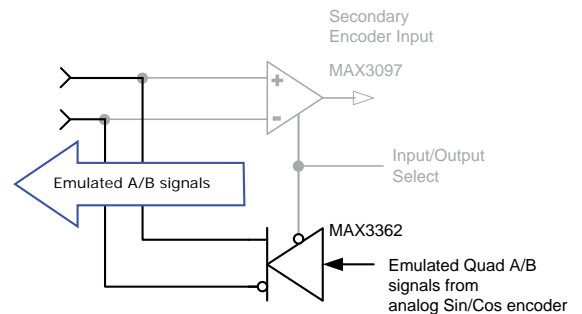 Secondary
Encoder Input
MAX3097
+
-
Input/Output
Select
Emulated A/B signals
MAX3362
Emulated Quad A/B
signals from
analog Sin/Cos encoder